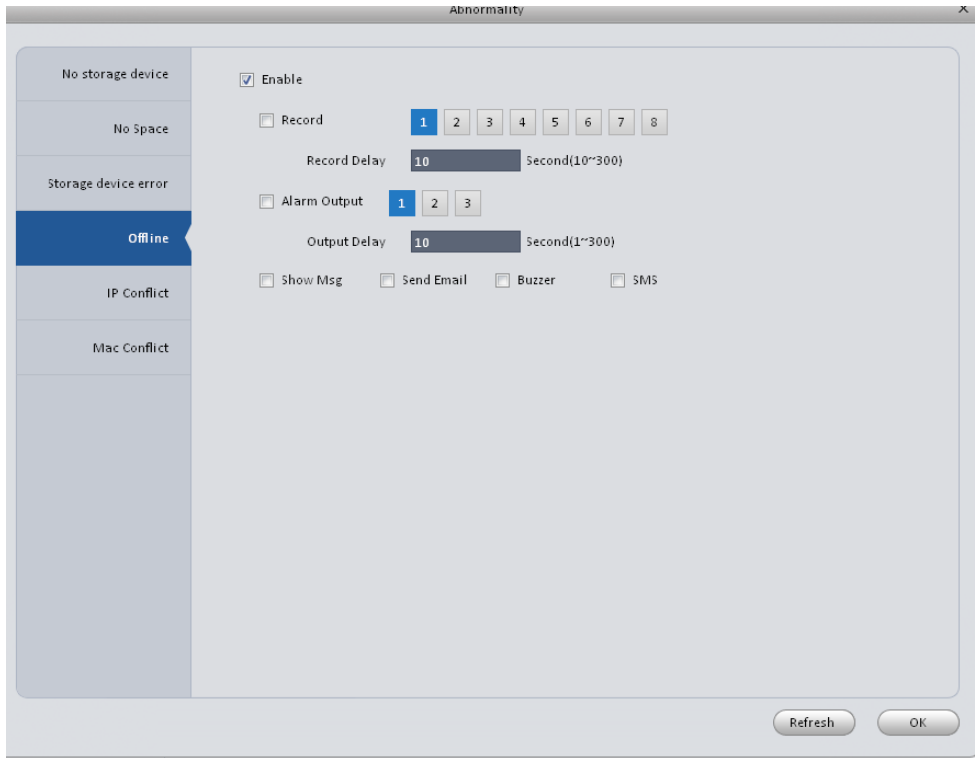 Abnormality X
No storage device
No Space
Storage device error
Offline
IP Conflict
Mac Conflict
Enable
Record 1 2 3 4 5 6 7 8
Record Delay 10 Second(10~300)
Alarm Output 1 2 3
Output Delay 10 Second(1~300)
Show Msg Send Email Buzzer SMS
Refresh OK